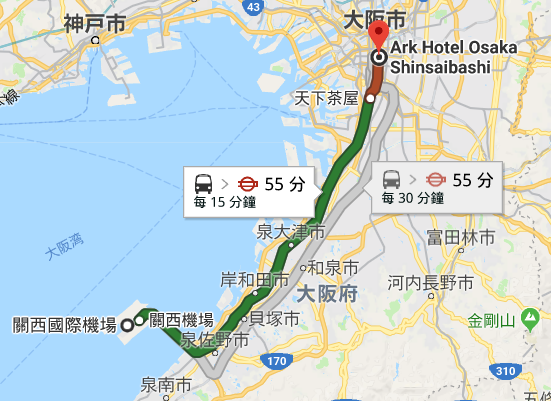 43
神戸市
大阪市
Ark Hotel Osaka
Shinsaibashi
線
天下茶屋
55 分
每 15 分鐘
55 分
每 30 分鐘
大阪湾
泉大津市
富田林市
和泉市
岸和田市
大阪府
河内長野市
關西國際機場
關西機場
貝塚市
金剛山
泉佐野市
170
310
泉南市